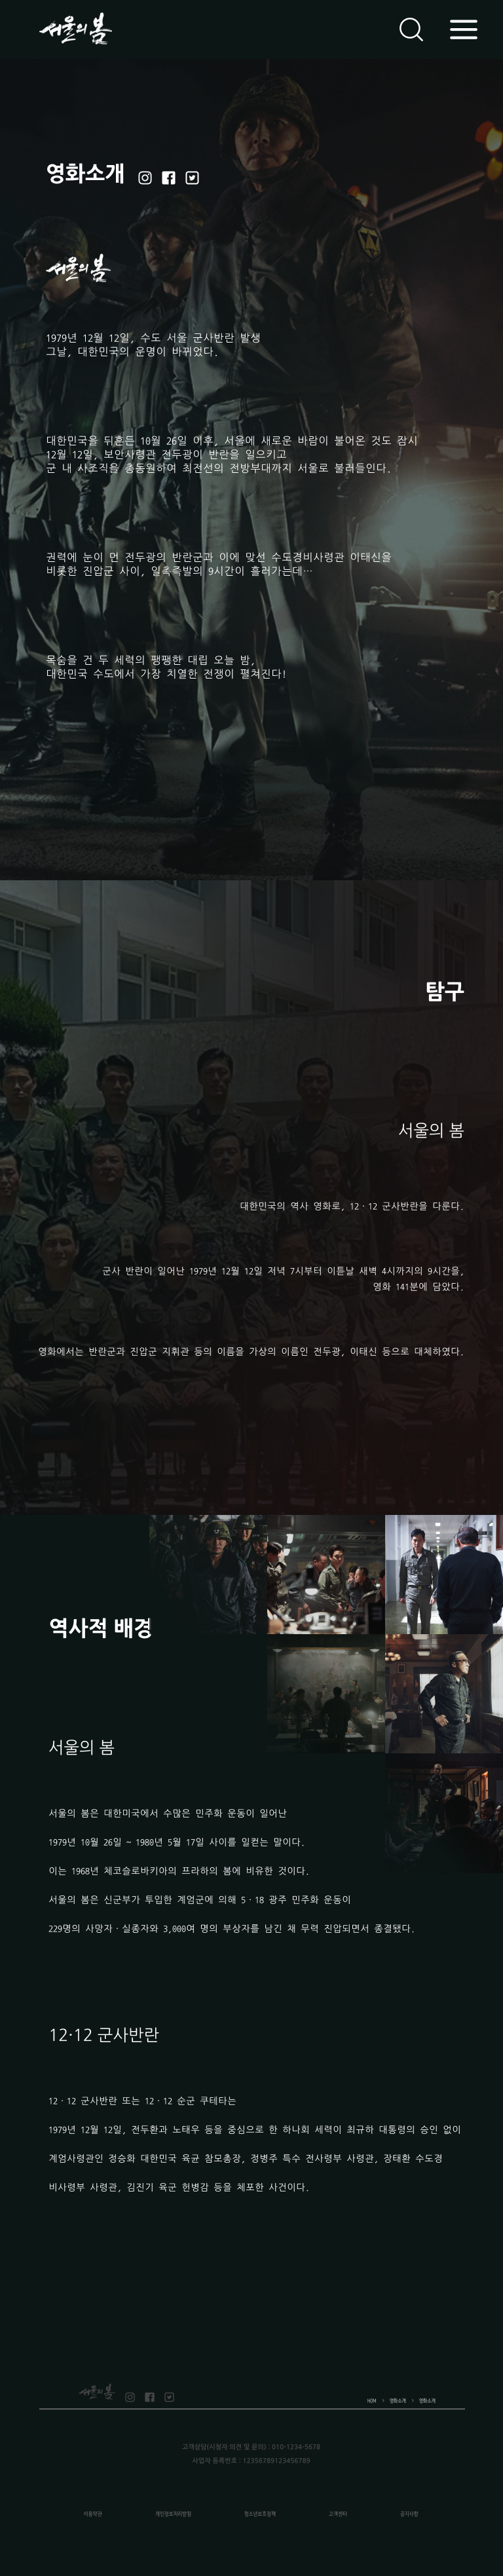 서울의봄
영화소개
서울의봄
1979년 12월 12일, 수도 서울 군사반란 발생
그날, 대한민국의 운명이 바뀌었다.
대한민국을 뒤흔든 10월 26일 이후, 서울에 새로운 바람이 불어온 것도 잠시
12월 12일, 보안사령관 전두광이 반란을 일으키고
군 내 사조직을 총동원하여 최전선의 전방부대까지 서울로 불러들인다.
권력에 눈이 먼 전두광의 반란군과 이에 맞선 수도경비사령관 이태신을
비롯한 진압군 사이, 일촉즉발의 9시간이 흘러가는데…
목숨을 건 두 세력의 팽팽한 대립 오늘 밤,
대한민국 수도에서 가장 치열한 전쟁이 펼쳐진다!
탐구
서울의 봄
대한민국의 역사 영화로, 12·12 군사반란을 다룬다.
군사 반란이 일어난 1979년 12월 12일 저녁 7시부터 이튿날 새벽 4시까지의 9시간을,
영화 141분에 담았다.
영화에서는 반란군과 진압군 지휘관 등의 이름을 가상의 이름인 전두광, 이태신 등으로 대체하였다.
역사적 배경
서울의 봄
서울의 봄은 대한미국에서 수많은 민주화 운동이 일어난
1979년 10월 26일 ~ 1980년 5월 17일 사이를 일컫는 말이다.
이는 1968년 체코슬로바키아의 프라하의 봄에 비유한 것이다.
서울의 봄은 신군부가 투입한 계엄군에 의해 5·18 광주 민주화 운동이
229명의 사망자·실종자와 3,000여 명의 부상자를 남긴 채 무력 진압되면서 종결됐다.
12·12 군사반란
12·12 군사반란 또는 12·12 숙군 쿠테타는
1979년 12월 12일, 전두환과 노태우 등을 중심으로 한 하나회 세력이 최규하 대통령의 승인 없이
계엄사령관인 정승화 대한민국 육군 참모총장, 정병주 특수 전사령부 사령관, 장태완 수도경
비사령부 사령관, 김진기 육군 헌병감 등을 체포한 사건이다.
서울의봄
HOM > 영화소개 > 영화소개
고객상담(시청자 의견 및 문의) : 010-1234-5678
사업자 등록번호 : 12356789123456789
이용약관 개인정보처리방침 청소년보호정책 고객센터 공지사항